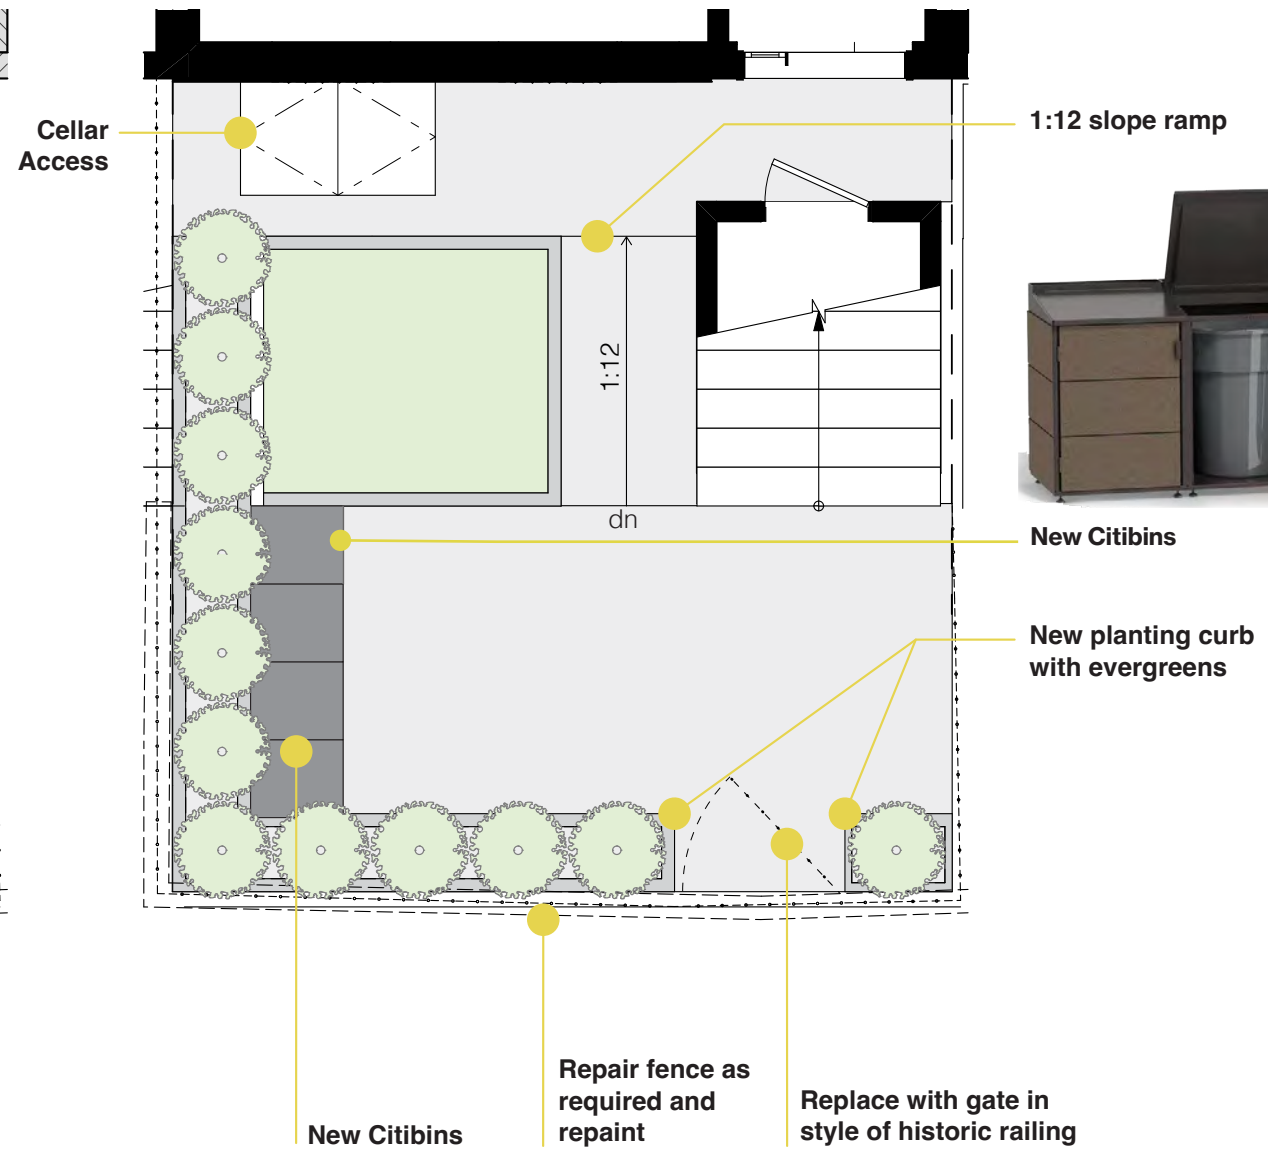 Cellar
Access
1:12 slope ramp
1:12
dn
New Citibins
New planting curb
with evergreens
Repair fence as
required and
repaint
Replace with gate in
style of historic railing
New Citibins